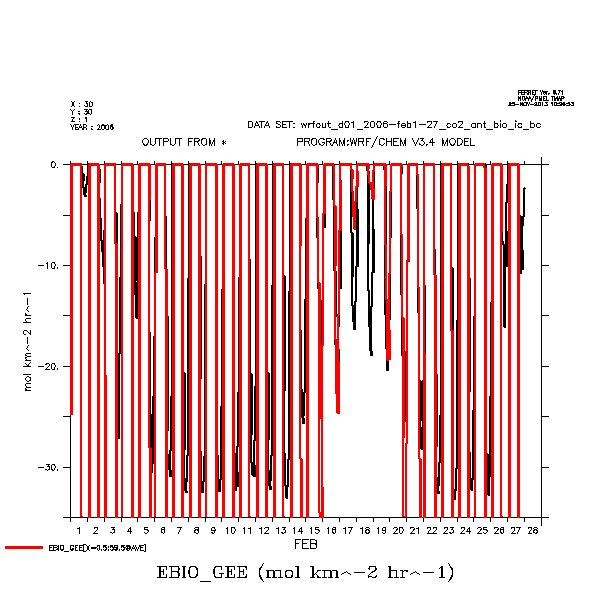 FERRET Ver. 6.71
NOAA/PMEL TMAP
X : 30
Y : 30
Z : 1
YEAR : 2006
DATA SET: wrfout_d01_2006-feb1-27_co2_ant_bio_ic_bc
OUTPUT FROM * PROGRAM:WRF/CHEM V3.4 MODEL
0.
-10.
-20.
-30.
mol km^-2 hr^-1
1 2 3 4 5 6 7 8 9 10 11 12 13 14 15 16 17 18 19 20 21 22 23 24 25 26 27 28
FEB
EBIO_GEE (mol km^-2 hr^-1)